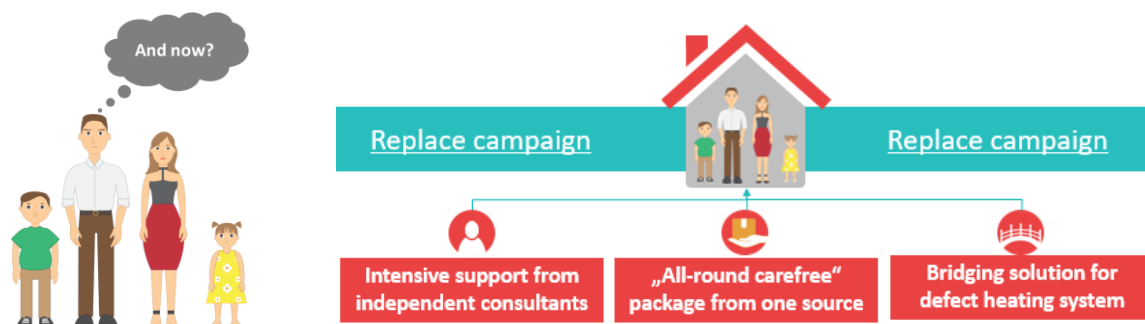 And now?
Replace campaign
Replace campaign
Intensive support from
independent consultants
„All-round carefree“
package from one source
Bridging solution for
defect heating system